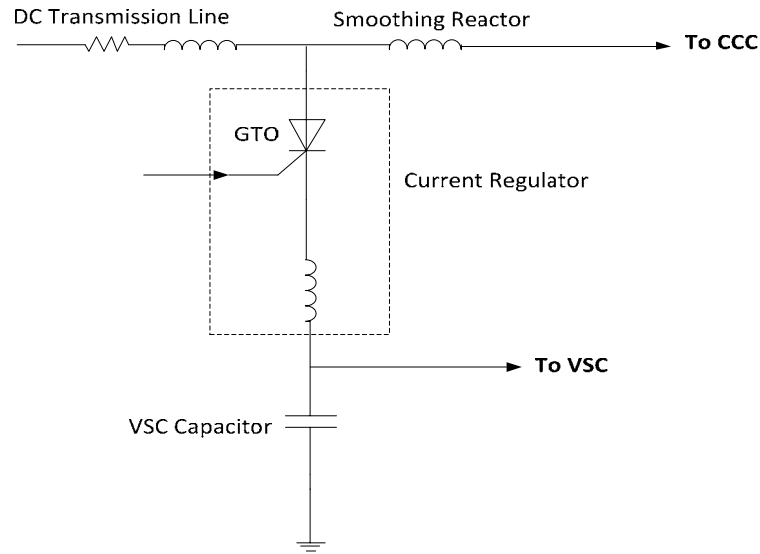 DC Transmission Line
Smoothing Reactor
To CCC
GTO
Current Regulator
To VSC
VSC Capacitor